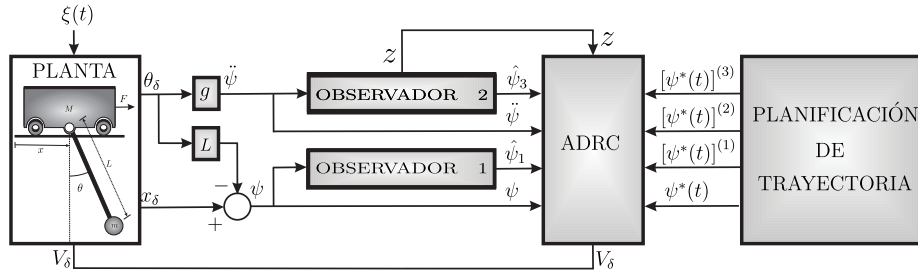 ξ(t)
PLANTA
M
F
x
L
θ
m
θ_δ
x_δ
V_δ
g
L
ψ̈
−
+
ψ
z
OBSERVADOR 2
OBSERVADOR 1
ψ̂_3
ψ̈
ψ̂_1
ψ
z
ADRC
V_δ
[ψ*(t)]^(3)
[ψ*(t)]^(2)
[ψ*(t)]^(1)
ψ*(t)
PLANIFICACIÓN
DE
TRAYECTORIA